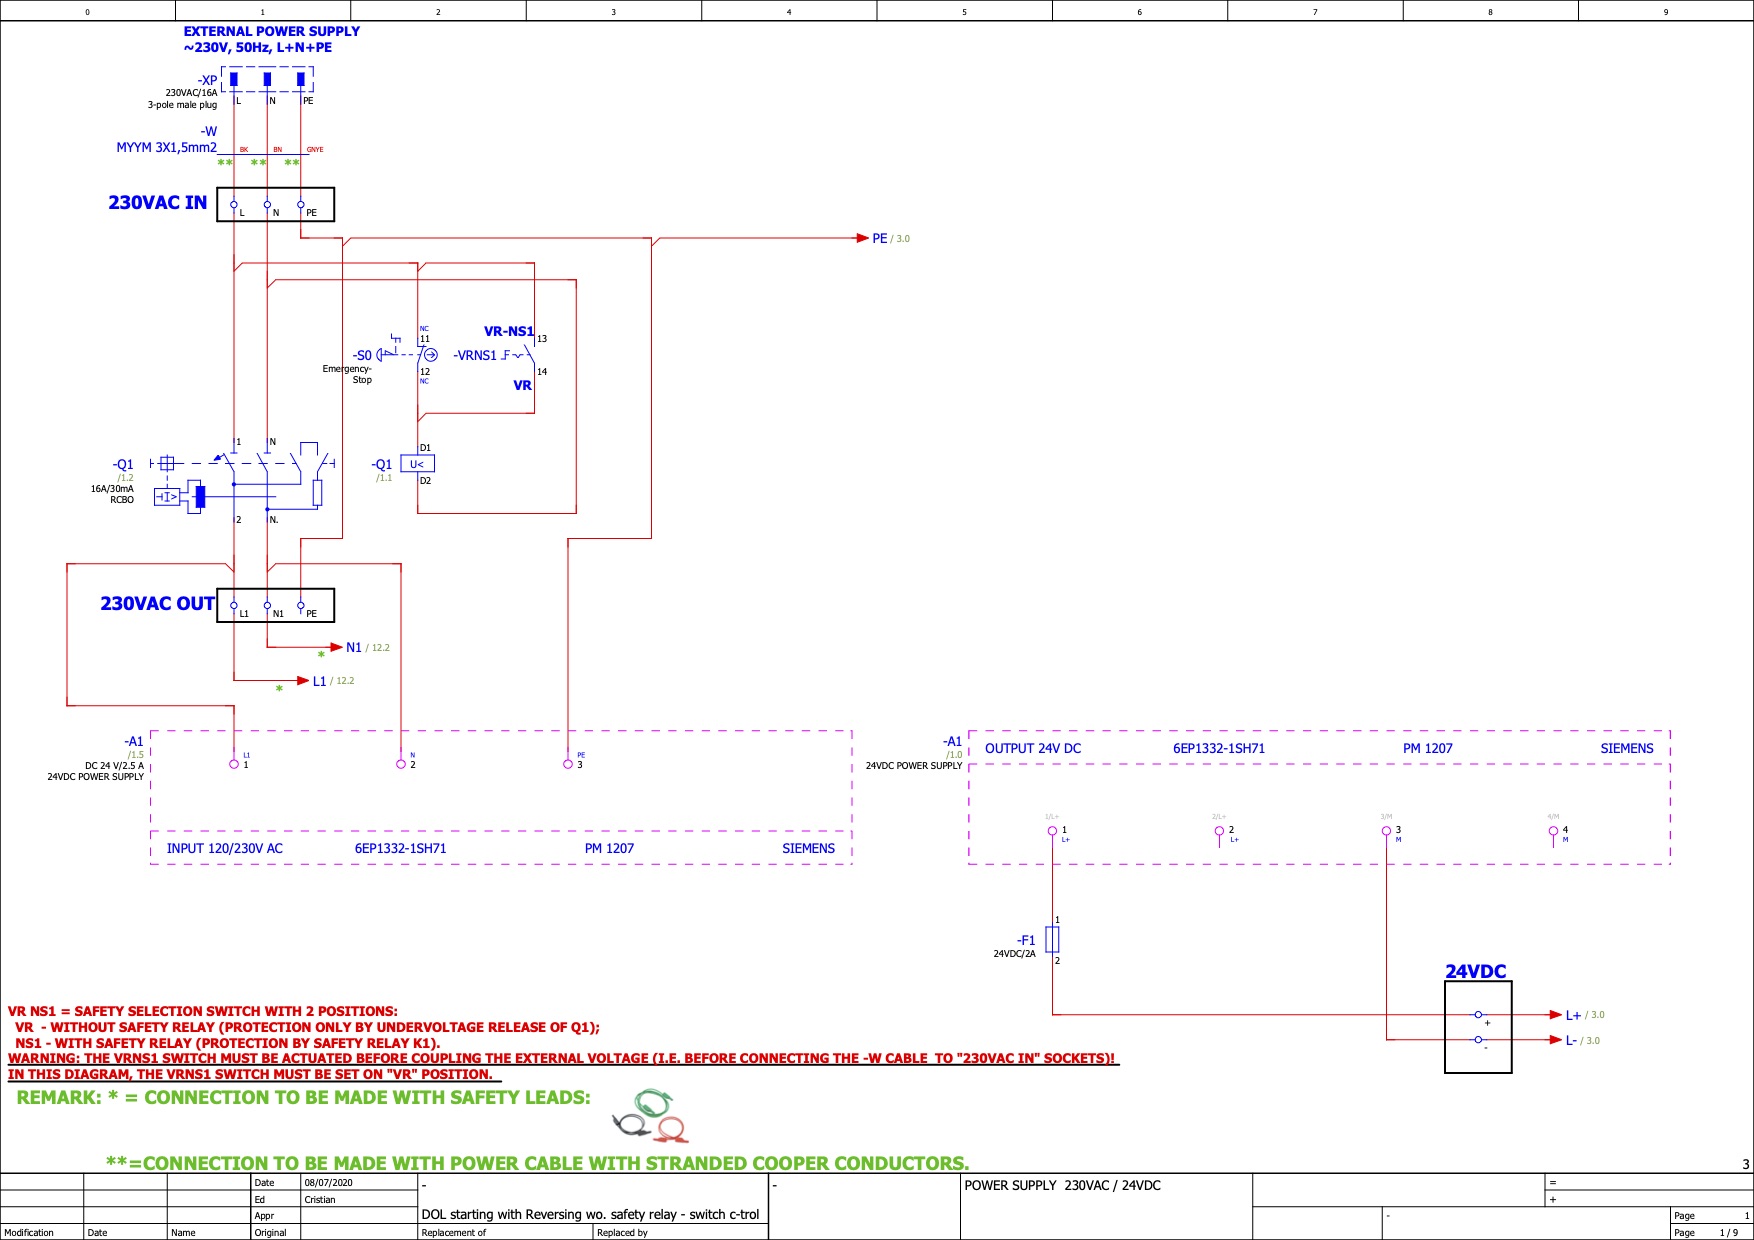 0 1 2 3 4 5 6 7 8 9
EXTERNAL POWER SUPPLY
~230V, 50Hz, L+N+PE
-XP
230VAC/16A
3-pole male plug
L N PE
-W
MYYM 3X1,5mm2
BK BN GNYE
** ** **
230VAC IN
L N PE
PE / 3.0
NC
11
-S0
Emergency-
Stop
12
NC
VR-NS1
13
-VRNS1
14
VR
1 N
-Q1
/1.2
16A/30mA
RCBO
I>
2 N.
D1
-Q1
U<
/1.1
D2
230VAC OUT
L1 N1 PE
N1 / 12.2
*
L1 / 12.2
*
-A1
/1.5
DC 24 V/2.5 A
24VDC POWER SUPPLY
L1
1
N
2
PE
3
INPUT 120/230V AC 6EP1332-1SH71 PM 1207 SIEMENS
-A1
/1.0
24VDC POWER SUPPLY
OUTPUT 24V DC 6EP1332-1SH71 PM 1207 SIEMENS
1/L+ 2/L+ 3/M 4/M
1 2 3 4
L+ L+ M M
1
-F1
24VDC/2A
2
24VDC
+
L+ / 3.0
-
L- / 3.0
VR NS1 = SAFETY SELECTION SWITCH WITH 2 POSITIONS:
VR - WITHOUT SAFETY RELAY (PROTECTION ONLY BY UNDERVOLTAGE RELEASE OF Q1);
NS1 - WITH SAFETY RELAY (PROTECTION BY SAFETY RELAY K1).
WARNING: THE VRNS1 SWITCH MUST BE ACTUATED BEFORE COUPLING THE EXTERNAL VOLTAGE (I.E. BEFORE CONNECTING THE -W CABLE TO "230VAC IN" SOCKETS)!
IN THIS DIAGRAM, THE VRNS1 SWITCH MUST BE SET ON "VR" POSITION.
REMARK: * = CONNECTION TO BE MADE WITH SAFETY LEADS:
**=CONNECTION TO BE MADE WITH POWER CABLE WITH STRANDED COOPER CONDUCTORS.
3
Date 08/07/2020
Ed Cristian
Appr
Modification Date Name Original
-
DOL starting with Reversing wo. safety relay - switch c-trol
Replacement of Replaced by
-
POWER SUPPLY 230VAC / 24VDC
=
+
-
Page 1
Page 1 / 9